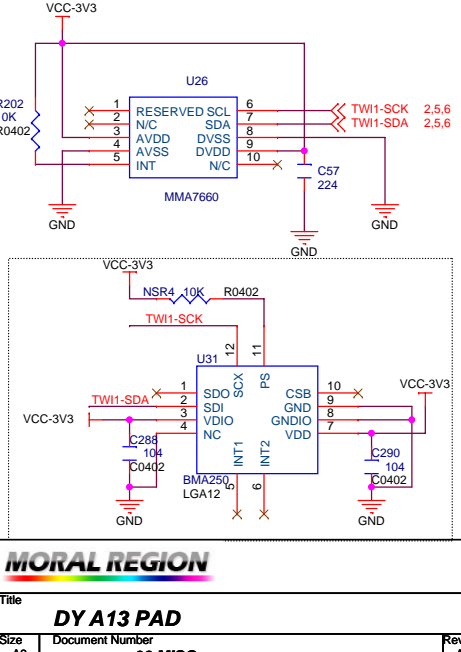 VCC-3V3
U26
R202
10K
R0402
1 RESERVED SCL 6
2 N/C SDA 7
3 AVDD DVSS 8
4 AVSS DVDD 9
5 INT N/C 10
TWI1-SCK 2,5,6
TWI1-SDA 2,5,6
MMA7660
C57
224
GND
GND
GND
VCC-3V3
NSR4 10K R0402
TWI1-SCK
U31
12 11
SCX PS
TWI1-SDA
VCC-3V3
VCC-3V3
1 SDO CSB 10
2 SDI GND 9
3 VDIO GNDIO 8
4 NC VDD 7
INT1 INT2
5 6
C288
104
C0402
BMA250
LGA12
C290
104
C0402
GND
GND
MORAL REGION
Title
DY A13 PAD
Size Document Number